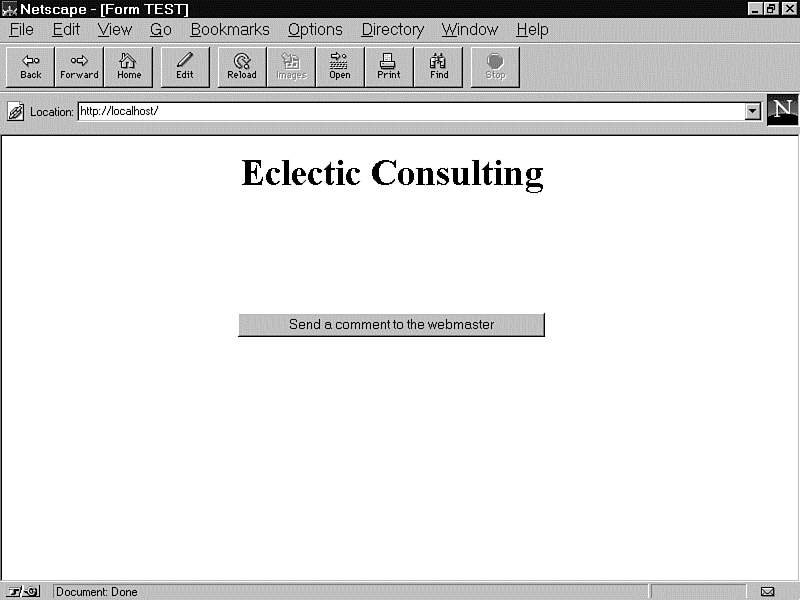 Netscape - [Form TEST]
File Edit View Go Bookmarks Options Directory Window Help
Back Forward Home Edit Reload Images Open Print Find Stop
Location: http://localhost/
N
Eclectic Consulting
Send a comment to the webmaster
Document: Done